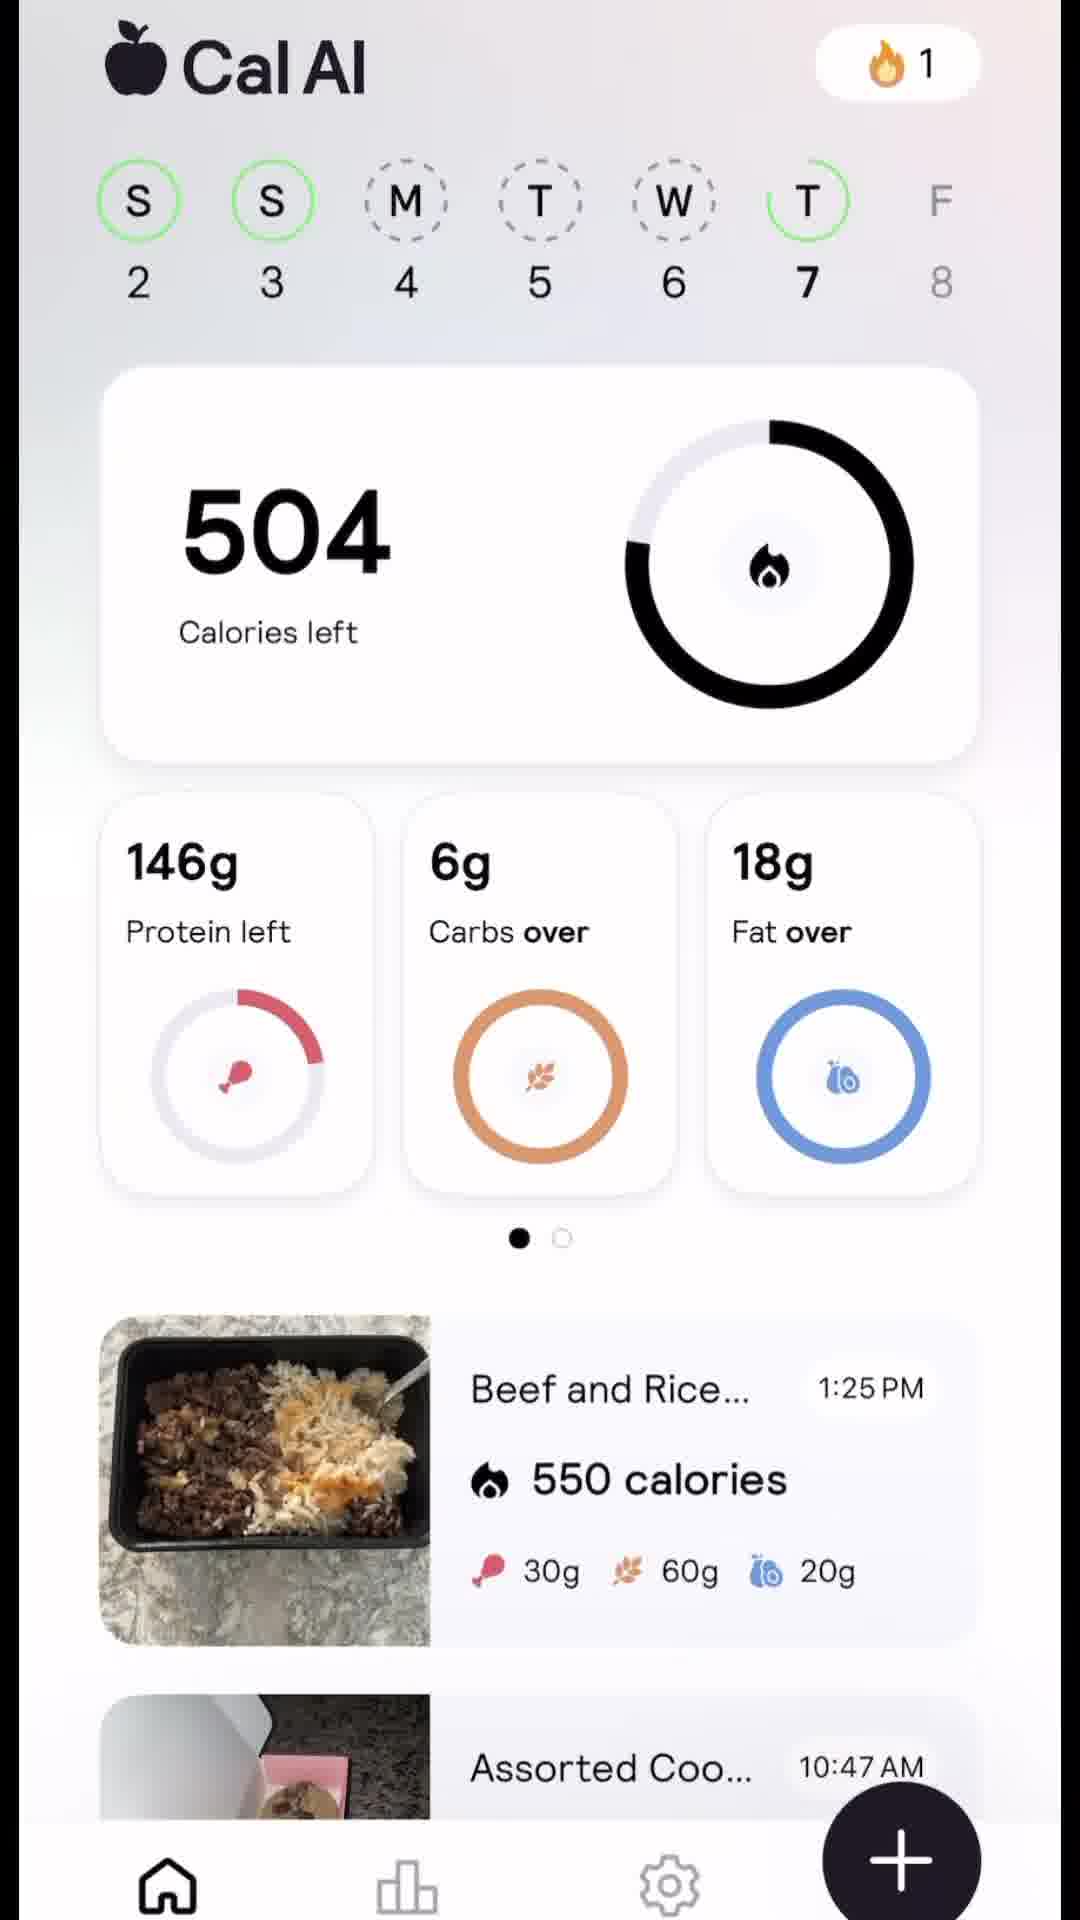 Cal AI
1
S S M T W T F
2 3 4 5 6 7 8
504
Calories left
146g 6g 18g
Protein left Carbs over Fat over
Beef and Rice... 1:25 PM
550 calories
30g 60g 20g
Assorted Coo... 10:47 AM